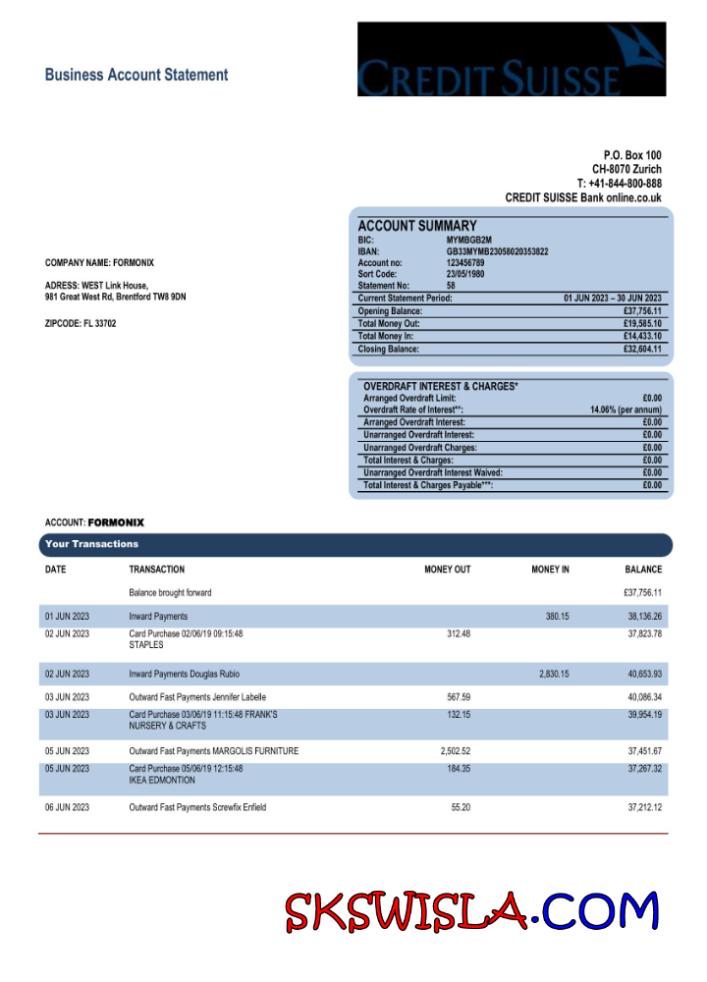 Business Account Statement
CREDIT SUISSE
P.O. Box 100
CH-8070 Zurich
T: +41-844-800-888
CREDIT SUISSE Bank online.co.uk
ACCOUNT SUMMARY
BIC: MYMBGB2M
IBAN: GB33MYMB23058020353822
Account no: 123456789
Sort Code: 23/05/1980
Statement No: 58
Current Statement Period: 01 JUN 2023 – 30 JUN 2023
Opening Balance: £37,756.11
Total Money Out: £19,585.10
Total Money In: £14,433.10
Closing Balance: £32,604.11
COMPANY NAME: FORMONIX
ADRESS: WEST Link House,
981 Great West Rd, Brentford TW8 9DN
ZIPCODE: FL 33702
OVERDRAFT INTEREST & CHARGES*
Arranged Overdraft Limit: £0.00
Overdraft Rate of Interest**: 14.06% (per annum)
Arranged Overdraft Interest: £0.00
Unarranged Overdraft Interest: £0.00
Unarranged Overdraft Charges: £0.00
Total Interest & Charges: £0.00
Unarranged Overdraft Interest Waived: £0.00
Total Interest & Charges Payable***: £0.00
ACCOUNT: FORMONIX
Your Transactions
DATE TRANSACTION MONEY OUT MONEY IN BALANCE
Balance brought forward £37,756.11
01 JUN 2023 Inward Payments 380.15 38,136.26
02 JUN 2023 Card Purchase 02/06/19 09:15:48 312.48 37,823.78
STAPLES
02 JUN 2023 Inward Payments Douglas Rubio 2,830.15 40,653.93
03 JUN 2023 Outward Fast Payments Jennifer Labelle 567.59 40,086.34
03 JUN 2023 Card Purchase 03/06/19 11:15:48 FRANK'S 132.15 39,954.19
NURSERY & CRAFTS
05 JUN 2023 Outward Fast Payments MARGOLIS FURNITURE 2,502.52 37,451.67
05 JUN 2023 Card Purchase 05/06/19 12:15:48 184.35 37,267.32
IKEA EDMONTION
06 JUN 2023 Outward Fast Payments Screwfix Enfield 55.20 37,212.12
SKSWISLA.COM